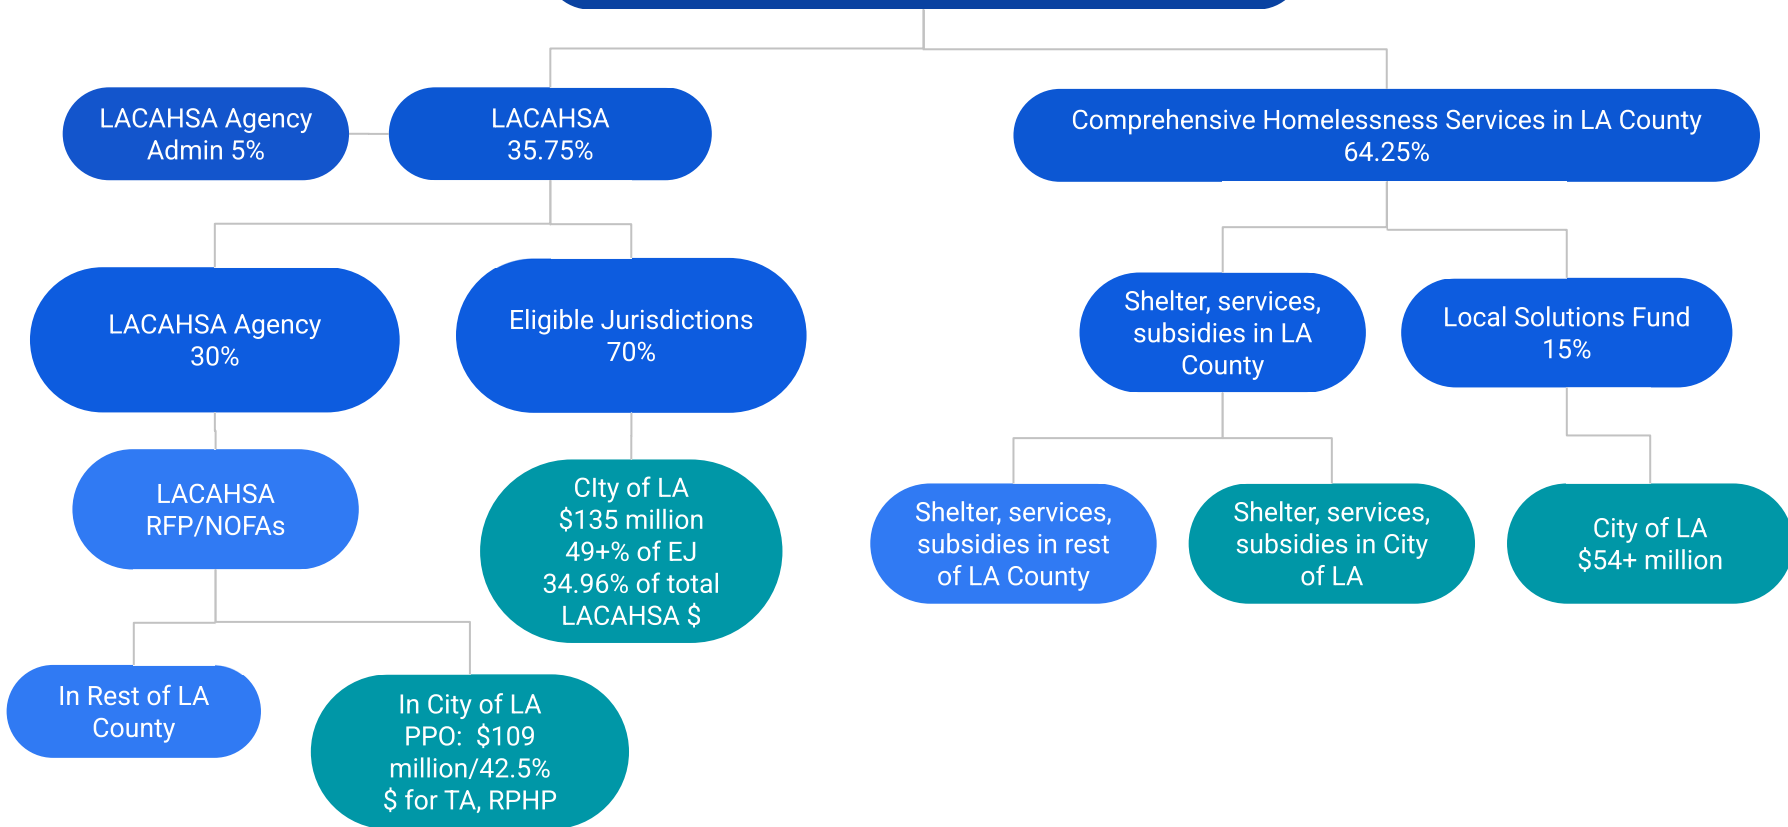 LACAHSA Agency
Admin 5%
LACAHSA
35.75%
Comprehensive Homelessness Services in LA County
64.25%
LACAHSA Agency
30%
Eligible Jurisdictions
70%
Shelter, services,
subsidies in LA
County
Local Solutions Fund
15%
LACAHSA
RFP/NOFAs
CIty of LA
$135 million
49+% of EJ
34.96% of total
LACAHSA $
Shelter, services,
subsidies in rest
of LA County
Shelter, services,
subsidies in City
of LA
City of LA
$54+ million
In Rest of LA
County
In City of LA
PPO:  $109
million/42.5%
$ for TA, RPHP